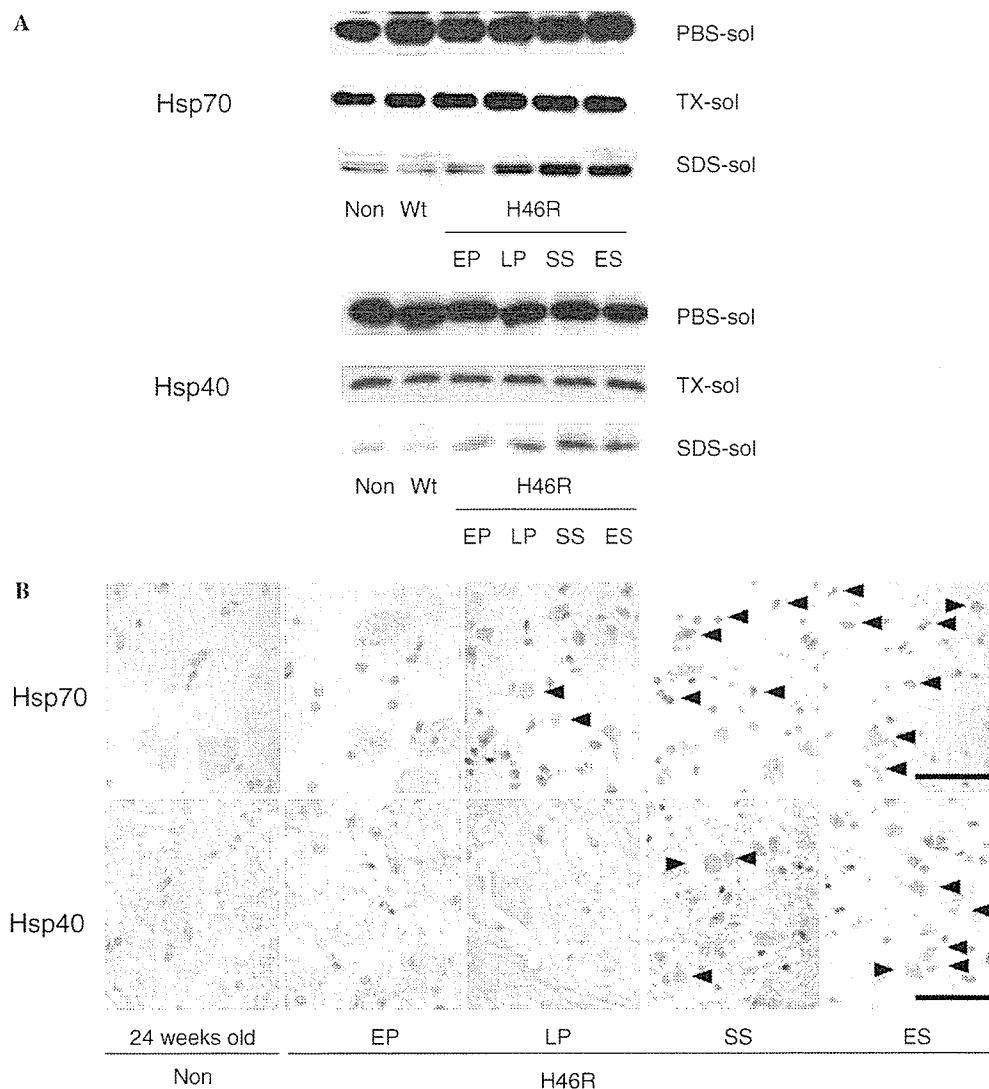 A
PBS-sol
Hsp70
TX-sol
SDS-sol
Non Wt H46R
EP LP SS ES
PBS-sol
Hsp40
TX-sol
SDS-sol
Non Wt H46R
EP LP SS ES
B
Hsp70
Hsp40
24 weeks old EP LP SS ES
Non H46R